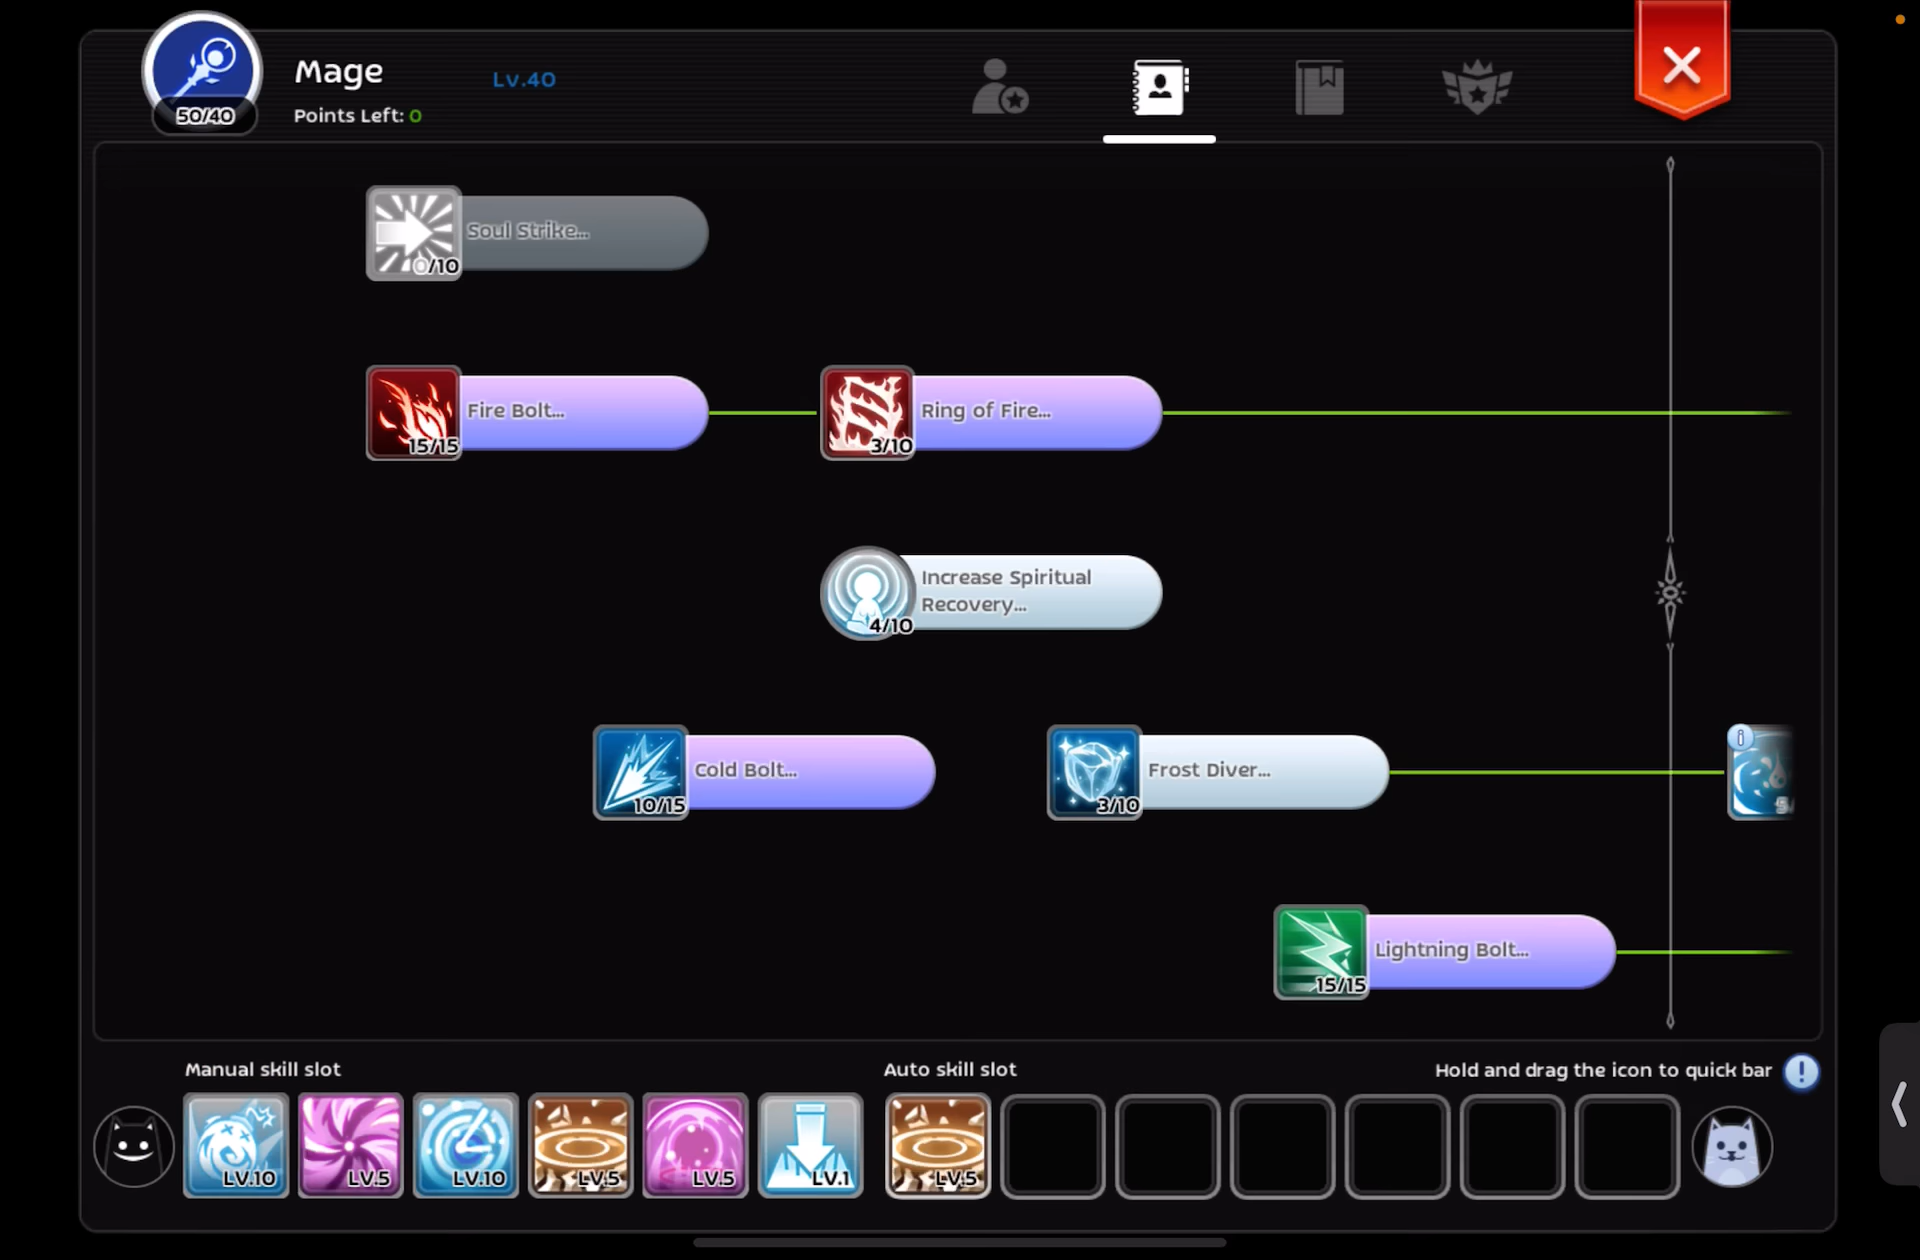 Mage
Lv.40
50/40
Points Left: 0
Soul Strike...
0/10
Fire Bolt...
15/15
Ring of Fire...
3/10
Increase Spiritual
Recovery...
4/10
Cold Bolt...
10/15
Frost Diver...
3/10
Lightning Bolt...
15/15
Manual skill slot
Auto skill slot
Hold and drag the icon to quick bar
LV.10
LV.5
LV.10
LV.5
LV.5
LV.1
LV.5